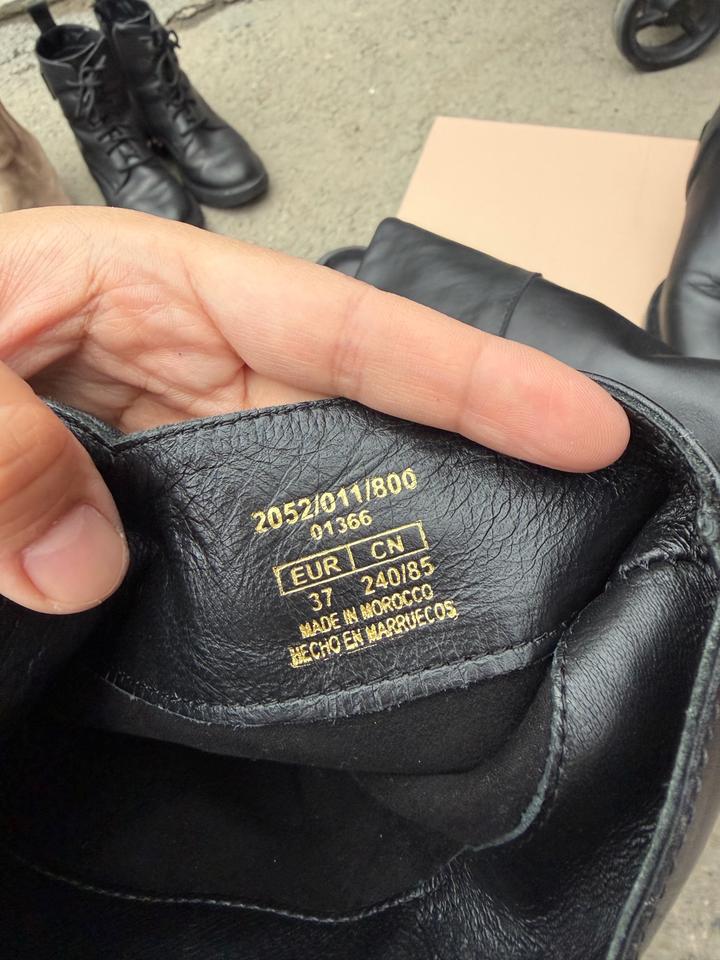 2052/011/800
01366
EUR CN
37 240/85
MADE IN MOROCCO
HECHO EN MARRUECOS